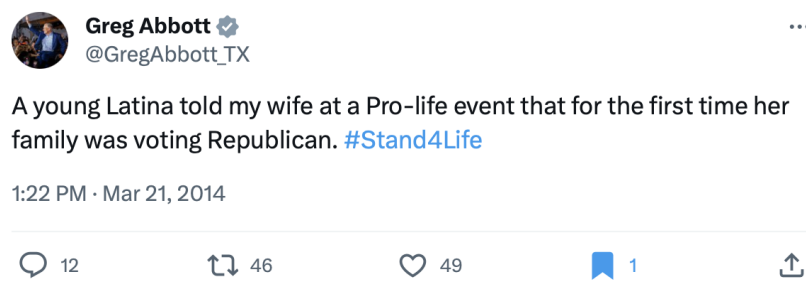 Greg Abbott
@GregAbbott_TX
A young Latina told my wife at a Pro-life event that for the first time her
family was voting Republican. #Stand4Life
1:22 PM · Mar 21, 2014
12 46 49 1